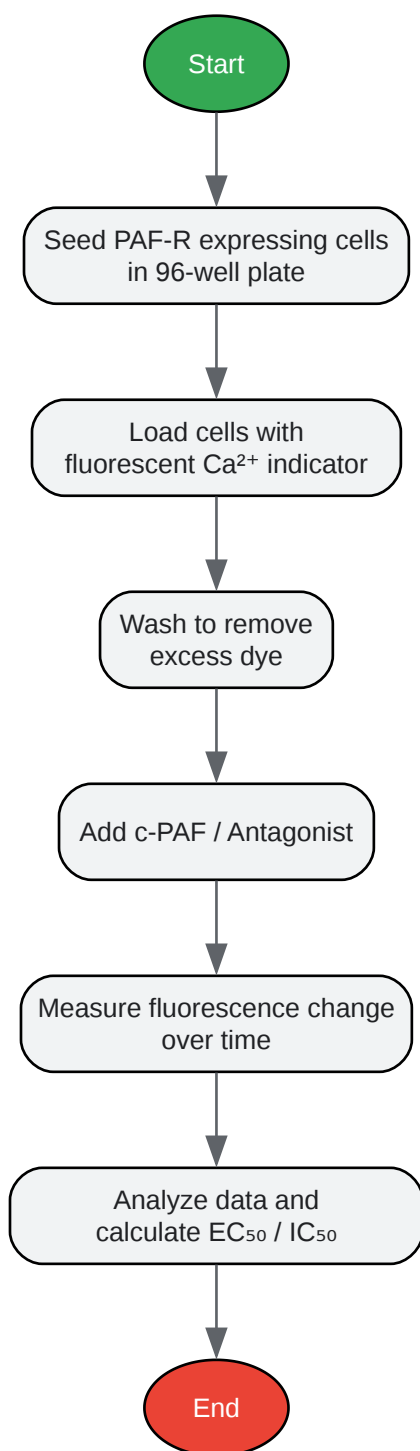 Start
Seed PAF-R expressing cells
in 96-well plate
Load cells with
fluorescent Ca²⁺ indicator
Wash to remove
excess dye
Add c-PAF / Antagonist
Measure fluorescence change
over time
Analyze data and
calculate EC₅₀ / IC₅₀
End